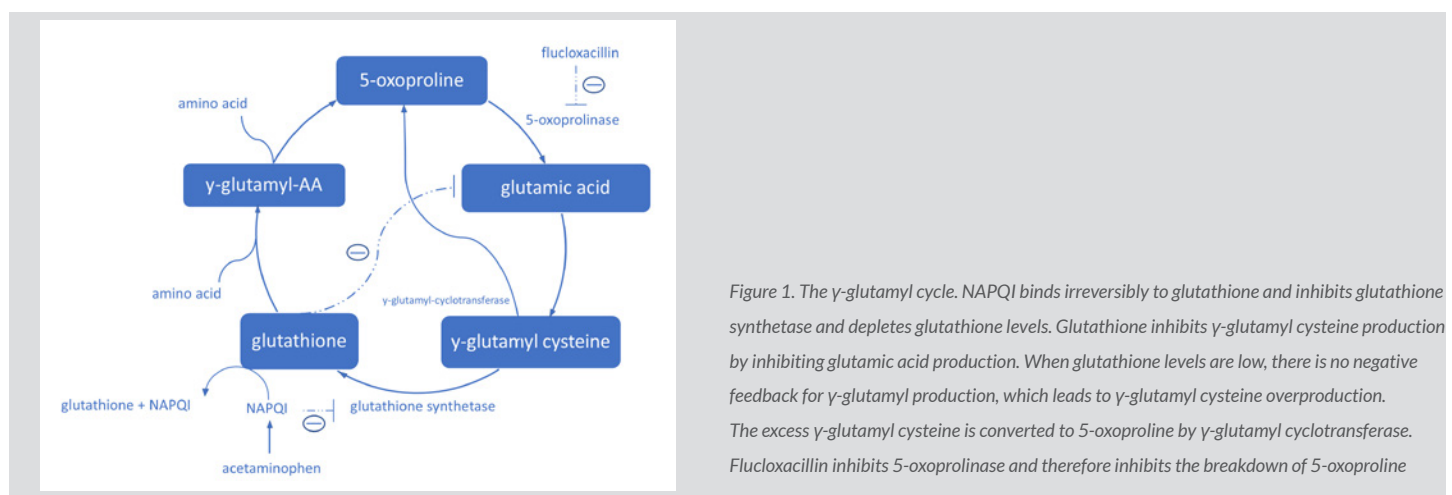 flucloxacillin
5-oxoproline
amino acid
5-oxoprolinase
γ-glutamyl-AA
glutamic acid
amino acid
γ-glutamyl-cyclotransferase
glutathione
γ-glutamyl cysteine
glutathione + NAPQI
NAPQI
glutathione synthetase
acetaminophen
Figure 1. The γ-glutamyl cycle. NAPQI binds irreversibly to glutathione and inhibits glutathione
synthetase and depletes glutathione levels. Glutathione inhibits γ-glutamyl cysteine production
by inhibiting glutamic acid production. When glutathione levels are low, there is no negative
feedback for γ-glutamyl production, which leads to γ-glutamyl cysteine overproduction.
The excess γ-glutamyl cysteine is converted to 5-oxoproline by γ-glutamyl cyclotransferase.
Flucloxacillin inhibits 5-oxoprolinase and therefore inhibits the breakdown of 5-oxoproline